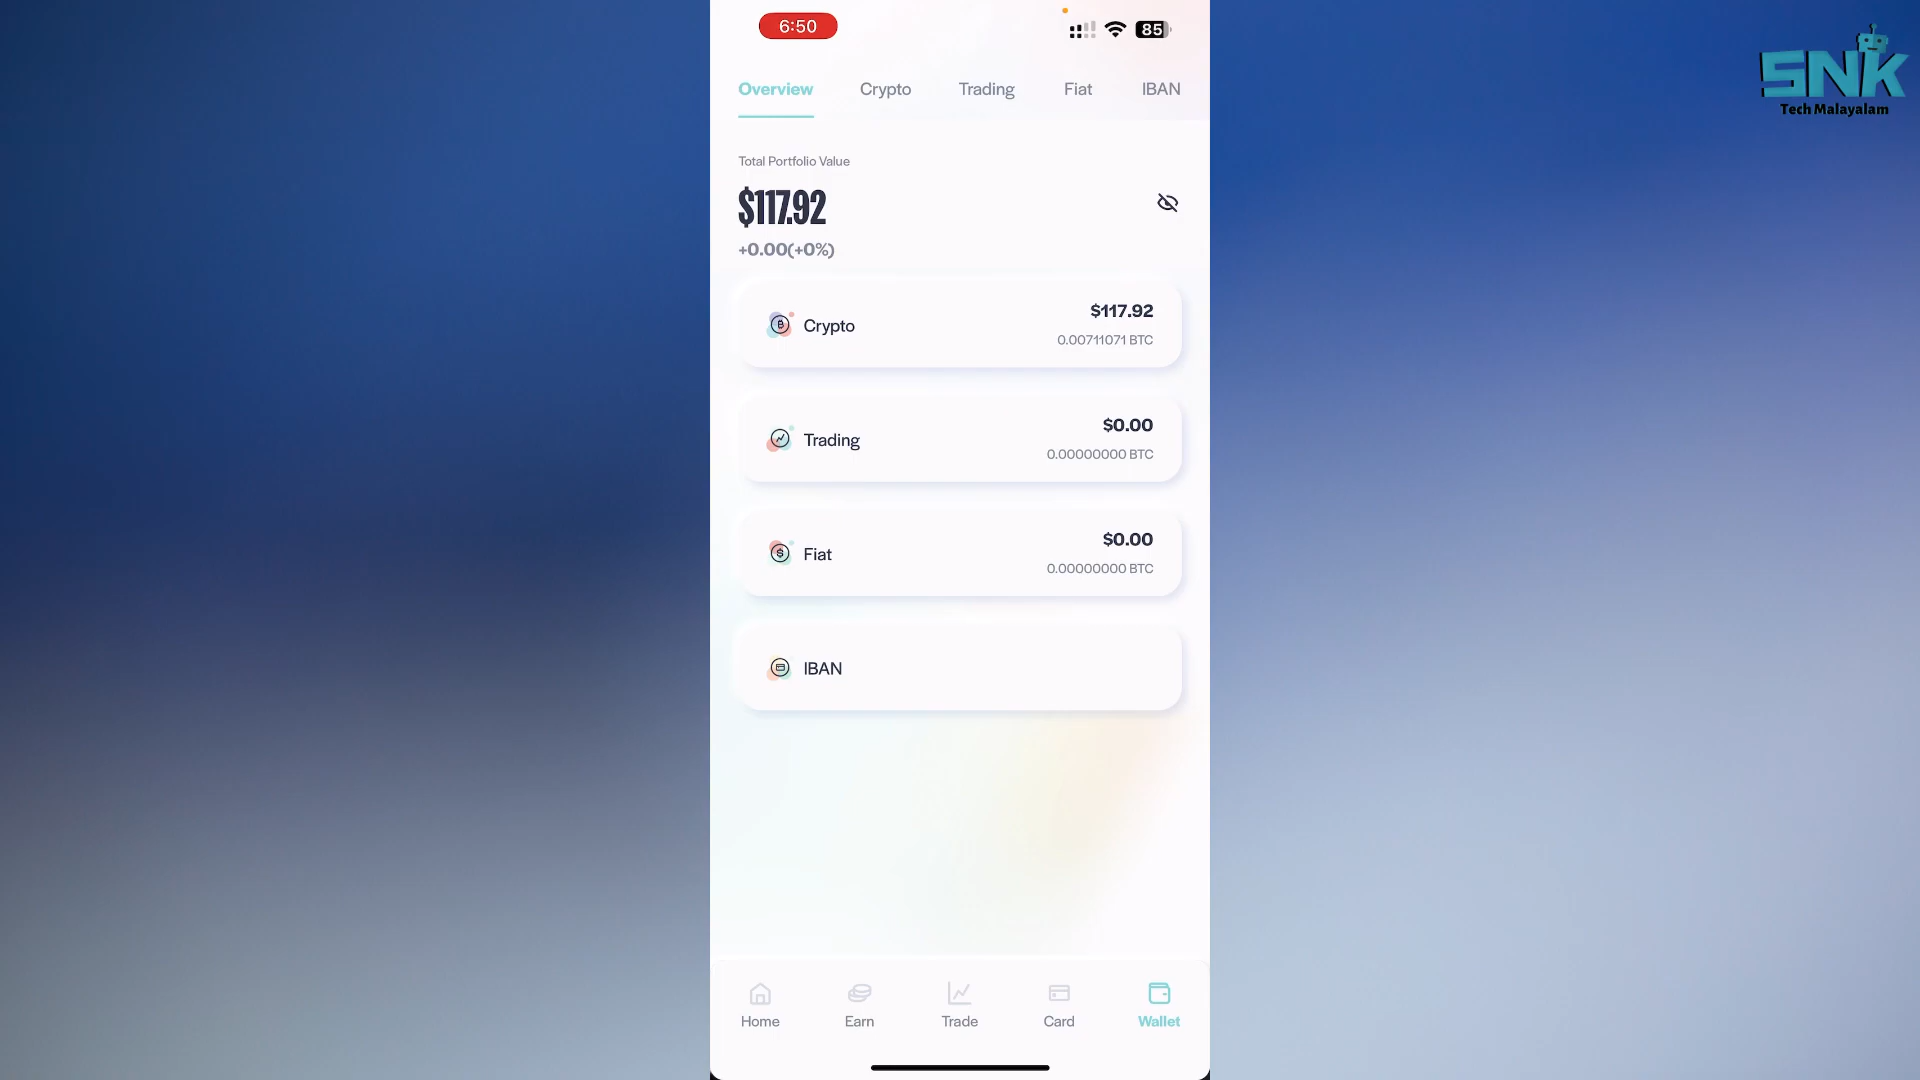 6:50
85
SNK
Tech Malayalam
Overview Crypto Trading Fiat IBAN
Total Portfolio Value
$117.92
+0.00(+0%)
Crypto
$117.92
0.00711071 BTC
Trading
$0.00
0.00000000 BTC
Fiat
$0.00
0.00000000 BTC
IBAN
Home Earn Trade Card Wallet